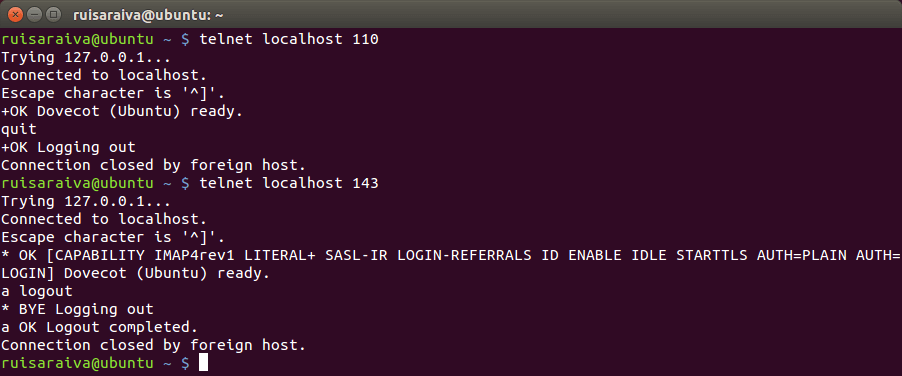 ruisaraiva@ubuntu: ~
ruisaraiva@ubuntu ~ $ telnet localhost 110
Trying 127.0.0.1...
Connected to localhost.
Escape character is '^]'.
+OK Dovecot (Ubuntu) ready.
quit
+OK Logging out
Connection closed by foreign host.
ruisaraiva@ubuntu ~ $ telnet localhost 143
Trying 127.0.0.1...
Connected to localhost.
Escape character is '^]'.
* OK [CAPABILITY IMAP4rev1 LITERAL+ SASL-IR LOGIN-REFERRALS ID ENABLE IDLE STARTTLS AUTH=PLAIN AUTH=
LOGIN] Dovecot (Ubuntu) ready.
a logout
* BYE Logging out
a OK Logout completed.
Connection closed by foreign host.
ruisaraiva@ubuntu ~ $